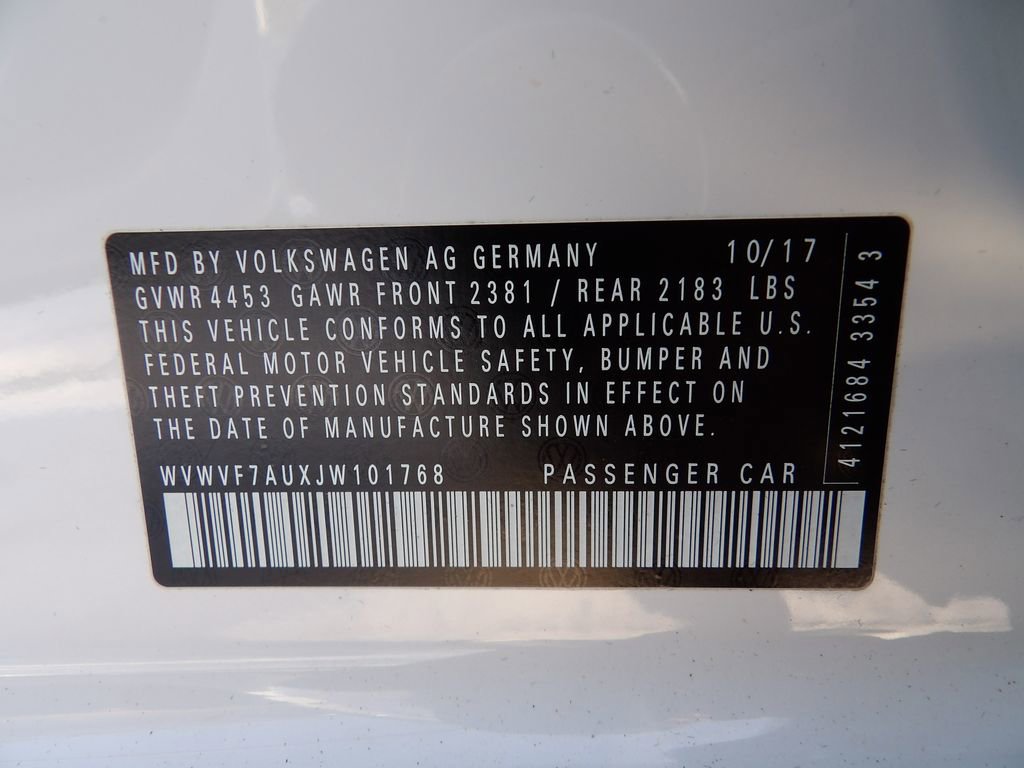 MFD BY VOLKSWAGEN AG GERMANY 10/17
GVWR 4453 GAWR FRONT 2381 / REAR 2183 LBS
THIS VEHICLE CONFORMS TO ALL APPLICABLE U.S.
FEDERAL MOTOR VEHICLE SAFETY, BUMPER AND
THEFT PREVENTION STANDARDS IN EFFECT ON
THE DATE OF MANUFACTURE SHOWN ABOVE.
WVWVF7AUXJW101768 PASSENGER CAR
4121684 3354 3